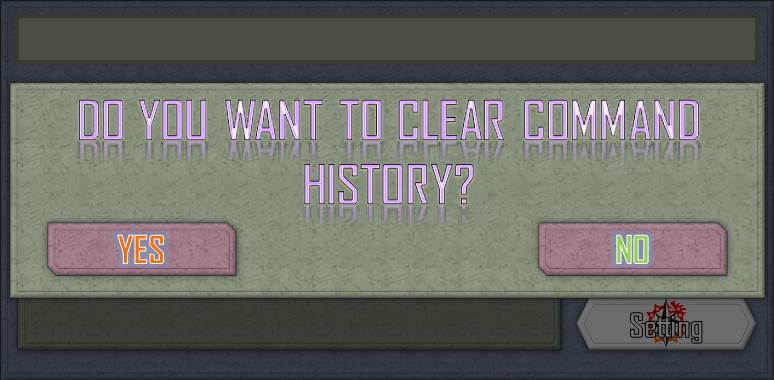 DO YOU WANT TO CLEAR COMMAND
HISTORY?
YES
NO
Setting